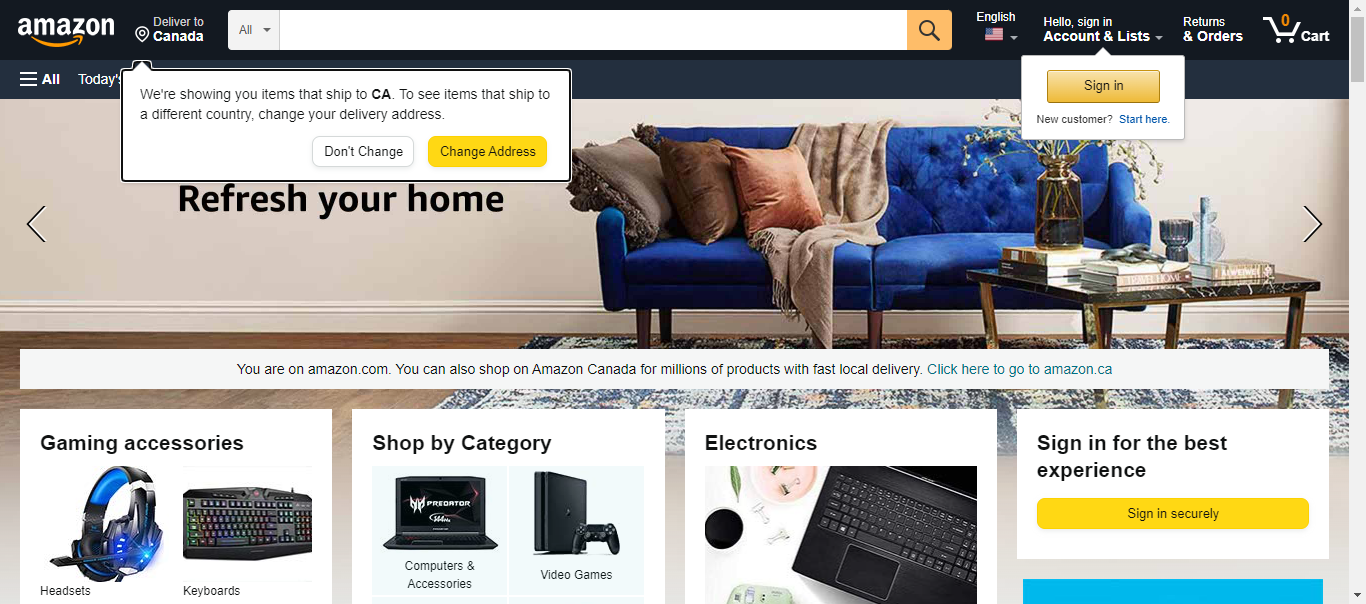 amazon
Deliver to
Canada
All
English
Hello, sign in
Account & Lists
Returns
& Orders
0
Cart
All
Today's
We're showing you items that ship to CA. To see items that ship to
a different country, change your delivery address.
Don't Change
Change Address
Sign in
New customer? Start here.
Refresh your home
You are on amazon.com. You can also shop on Amazon Canada for millions of products with fast local delivery. Click here to go to amazon.ca
Gaming accessories
Headsets
Keyboards
Shop by Category
PREDATOR
Computers &
Accessories
Video Games
Electronics
Sign in for the best
experience
Sign in securely